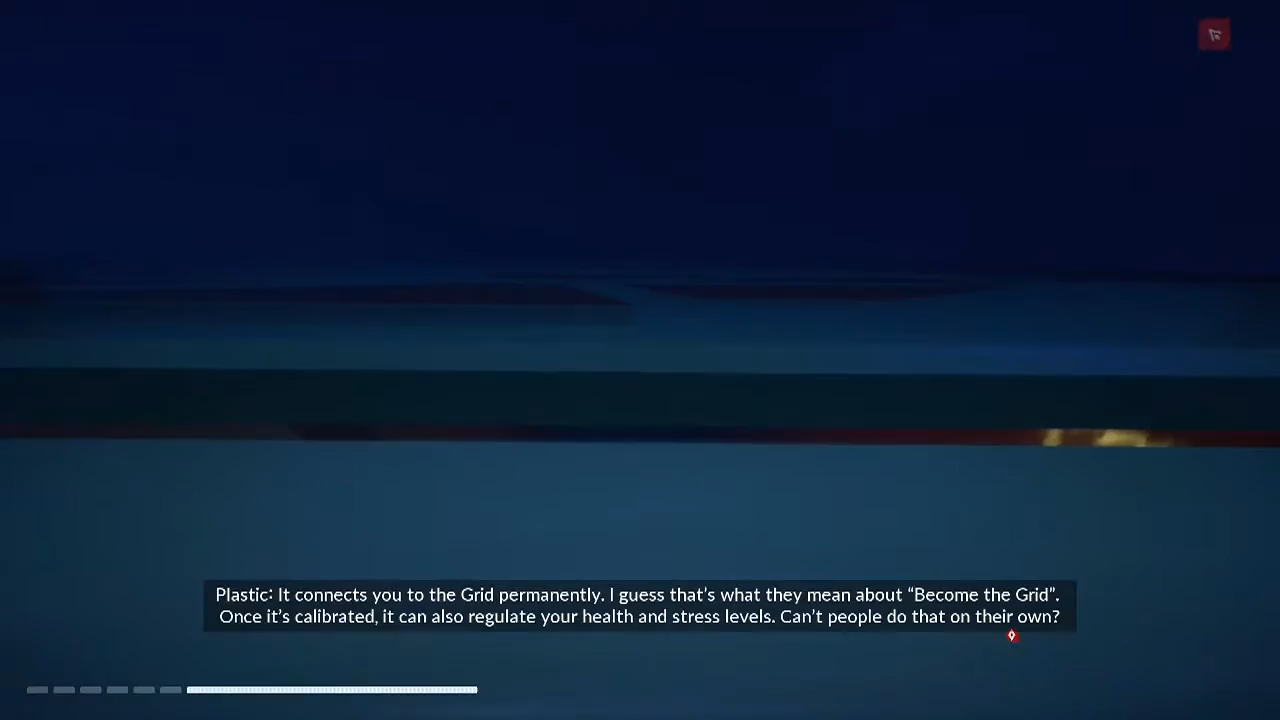 Plastic: It connects you to the Grid permanently. I guess that’s what they mean about “Become the Grid”.
Once it’s calibrated, it can also regulate your health and stress levels. Can’t people do that on their own?